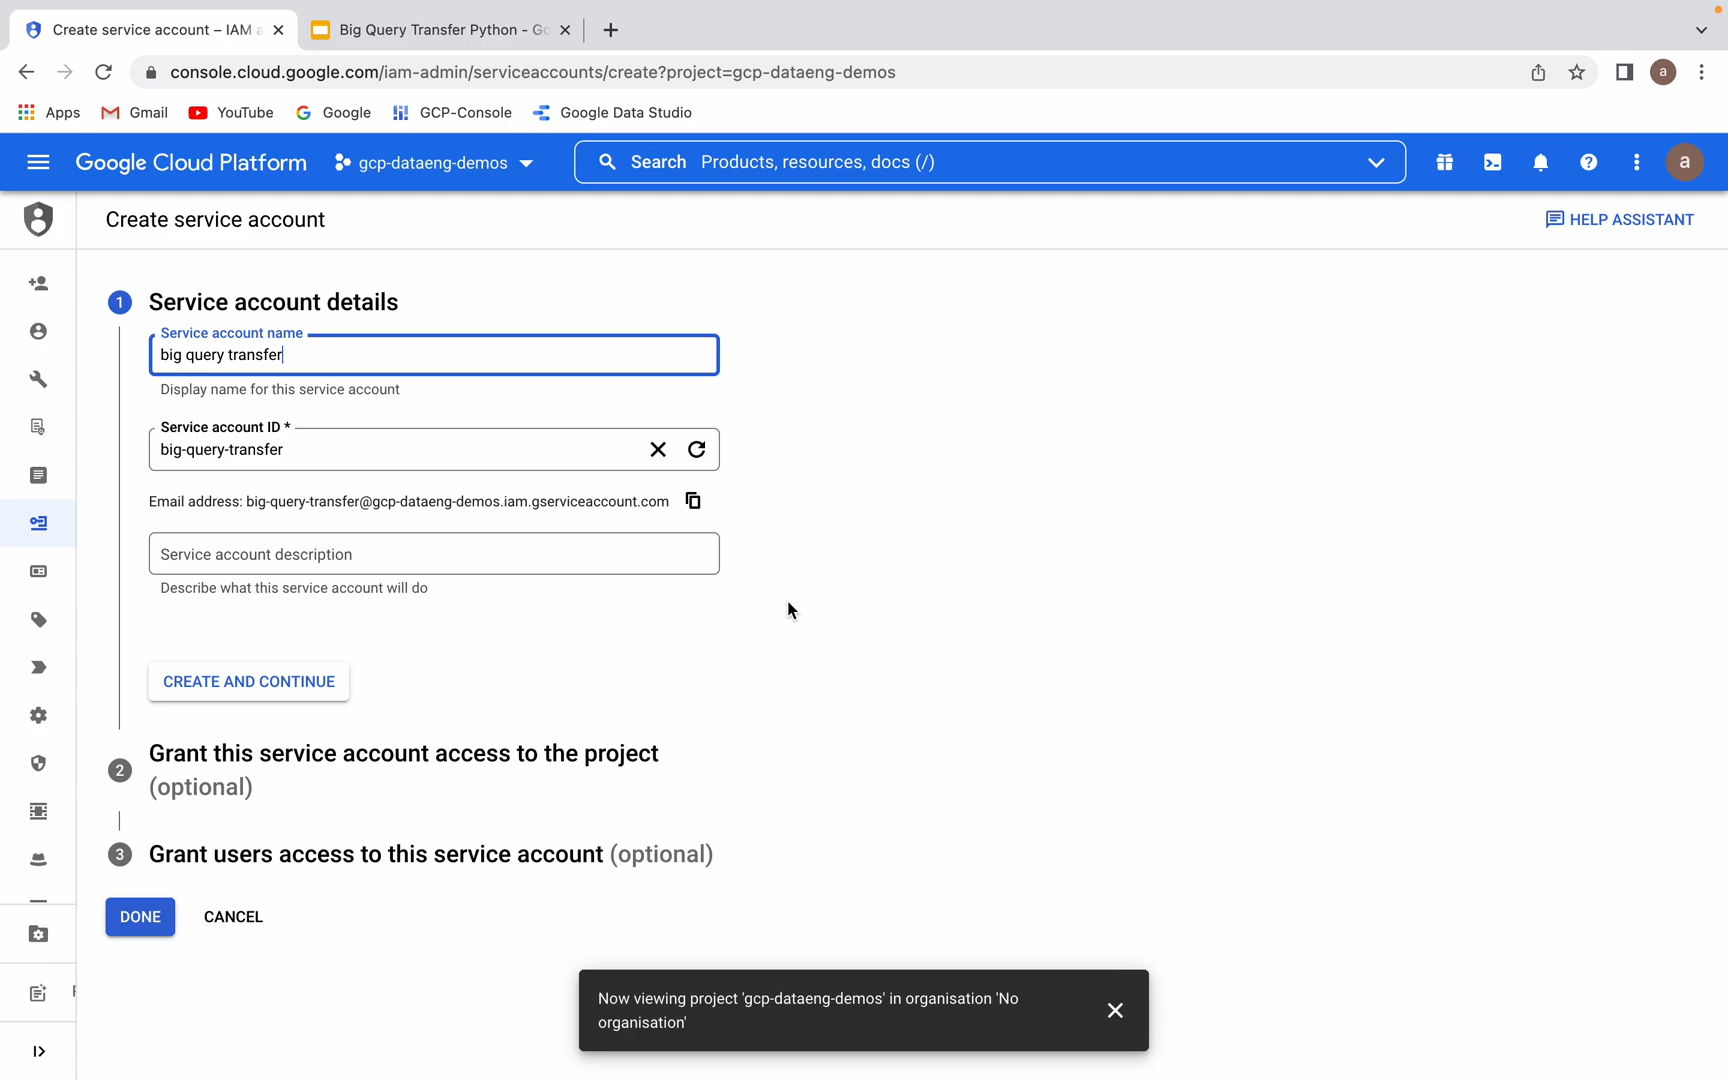 Create service account – IAM a
Big Query Transfer Python - Go
console.cloud.google.com/iam-admin/serviceaccounts/create?project=gcp-dataeng-demos
a
Apps
Gmail
YouTube
Google
GCP-Console
Google Data Studio
Google Cloud Platform
gcp-dataeng-demos
Search Products, resources, docs (/)
a
Create service account
HELP ASSISTANT
1
Service account details
Service account name
big query transfer
Display name for this service account
Service account ID *
big-query-transfer
Email address: big-query-transfer@gcp-dataeng-demos.iam.gserviceaccount.com
Service account description
Describe what this service account will do
CREATE AND CONTINUE
2
Grant this service account access to the project
(optional)
3
Grant users access to this service account (optional)
DONE
CANCEL
Now viewing project 'gcp-dataeng-demos' in organisation 'No
organisation'